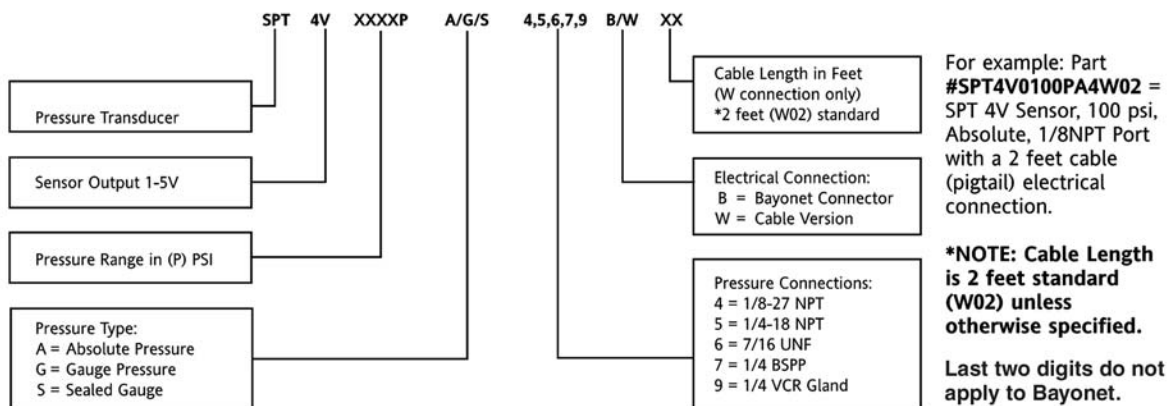 SPT 4V XXXXP A/G/S 4,5,6,7,9 B/W XX
Pressure Transducer
Sensor Output 1-5V
Pressure Range in (P) PSI
Pressure Type:
A = Absolute Pressure
G = Gauge Pressure
S = Sealed Gauge
Cable Length in Feet
(W connection only)
*2 feet (W02) standard
Electrical Connection:
B = Bayonet Connector
W = Cable Version
Pressure Connections:
4 = 1/8-27 NPT
5 = 1/4-18 NPT
6 = 7/16 UNF
7 = 1/4 BSPP
9 = 1/4 VCR Gland
For example: Part
#SPT4V0100PA4W02 =
SPT 4V Sensor, 100 psi,
Absolute, 1/8NPT Port
with a 2 feet cable
(pigtail) electrical
connection.
*NOTE: Cable Length
is 2 feet standard
(W02) unless
otherwise specified.
Last two digits do not
apply to Bayonet.